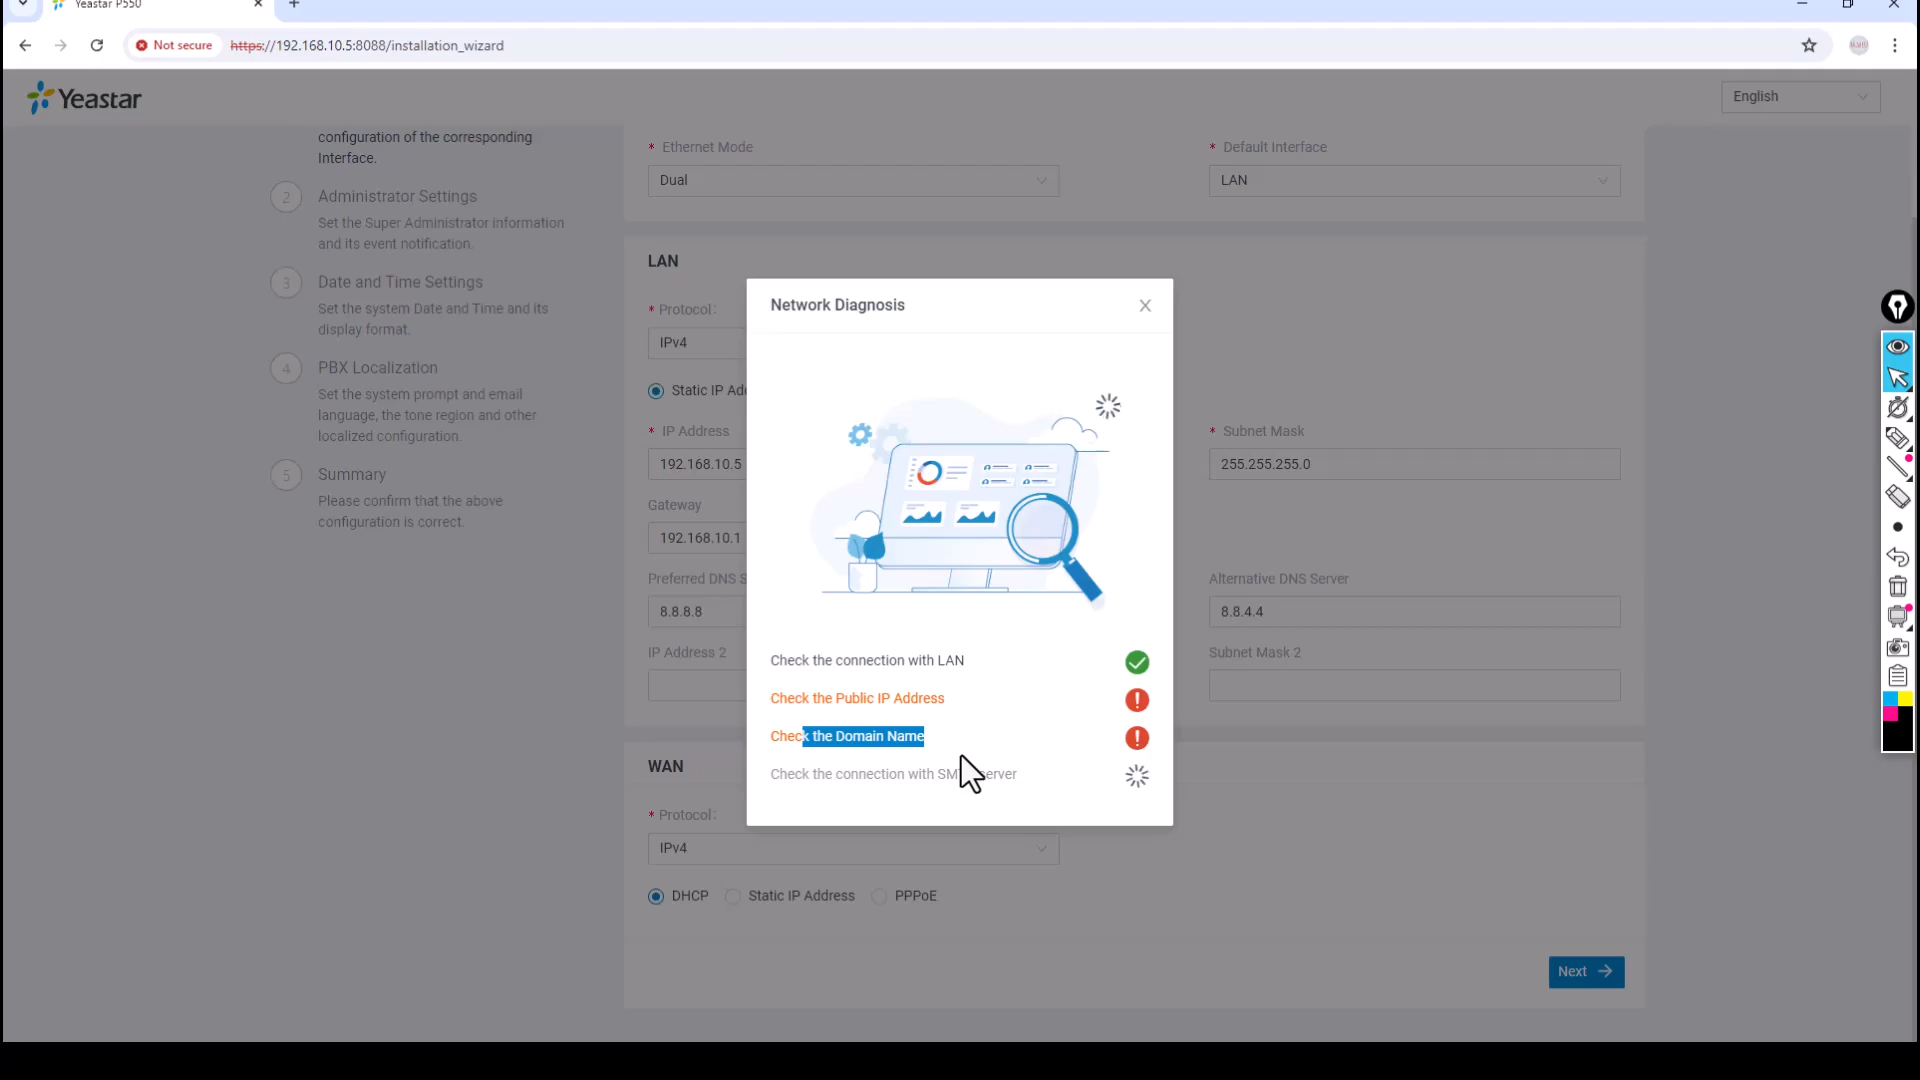 Yeastar P550
Not secure
https://192.168.10.5:8088/installation_wizard
Yeastar
English
configuration of the corresponding
Interface.
2
Administrator Settings
Set the Super Administrator information
and its event notification.
3
Date and Time Settings
Set the system Date and Time and its
display format.
4
PBX Localization
Set the system prompt and email
language, the tone region and other
localized configuration.
5
Summary
Please confirm that the above
configuration is correct.
* Ethernet Mode
Dual
* Default Interface
LAN
LAN
* Protocol:
IPv4
Static IP Add
* IP Address
192.168.10.5
* Subnet Mask
255.255.255.0
Gateway
192.168.10.1
Preferred DNS S
8.8.8.8
Alternative DNS Server
8.8.4.4
IP Address 2
Subnet Mask 2
Network Diagnosis
Check the connection with LAN
Check the Public IP Address
Check the Domain Name
Check the connection with server
WAN
* Protocol:
IPv4
DHCP
Static IP Address
PPPoE
Next